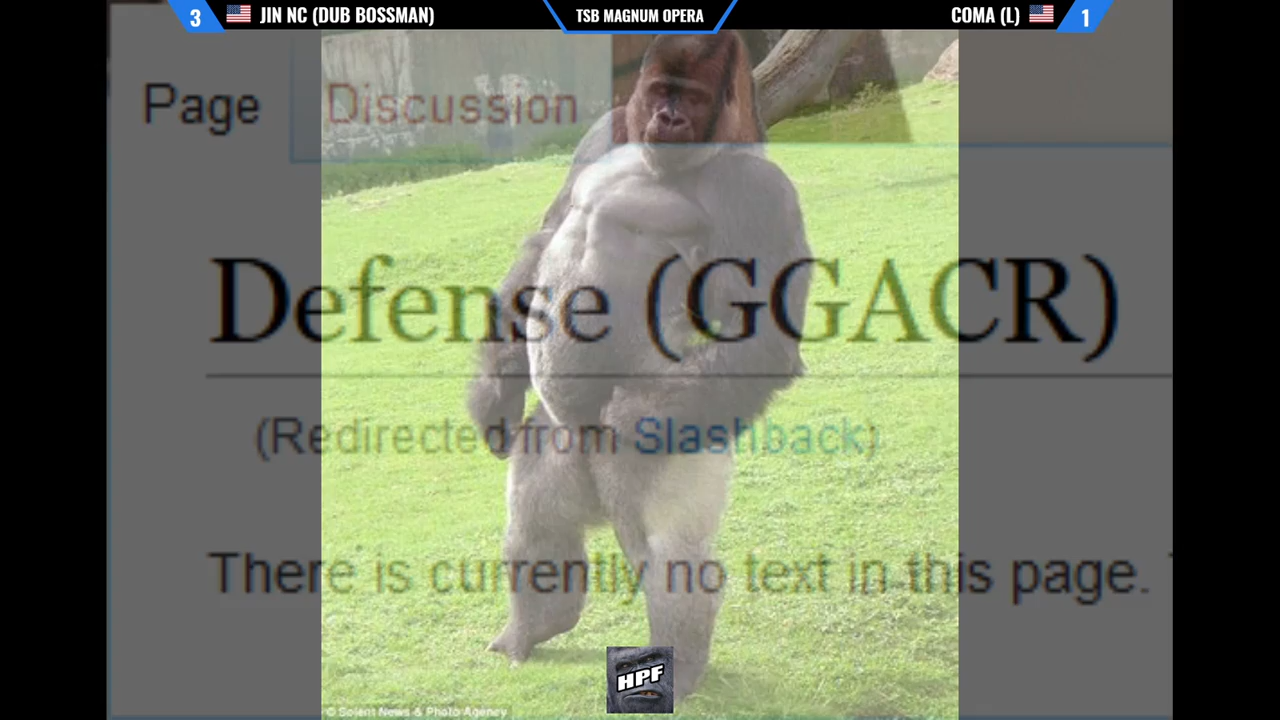 3 JIN NC (DUB BOSSMAN) TSB MAGNUM OPERA COMA (L) 1
Page Discussion
Defense (GGACR)
(Redirected from Slashback)
There is currently no text in this page.
HPF
© Solent News & Photo Agency